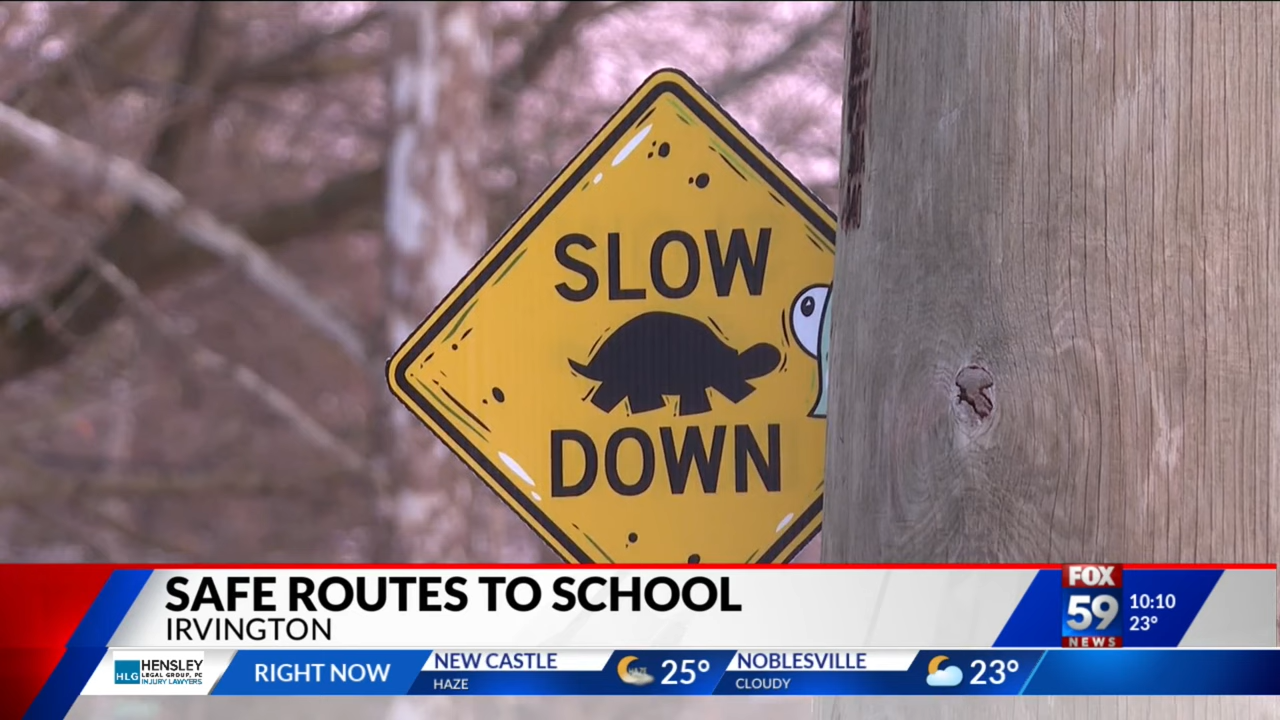 SLOW
DOWN
SAFE ROUTES TO SCHOOL
IRVINGTON
FOX
59
NEWS
10:10
23°
HLG
HENSLEY
LEGAL GROUP, PC
INJURY LAWYERS
RIGHT NOW
NEW CASTLE
HAZE
HAZE
25°
NOBLESVILLE
CLOUDY
23°